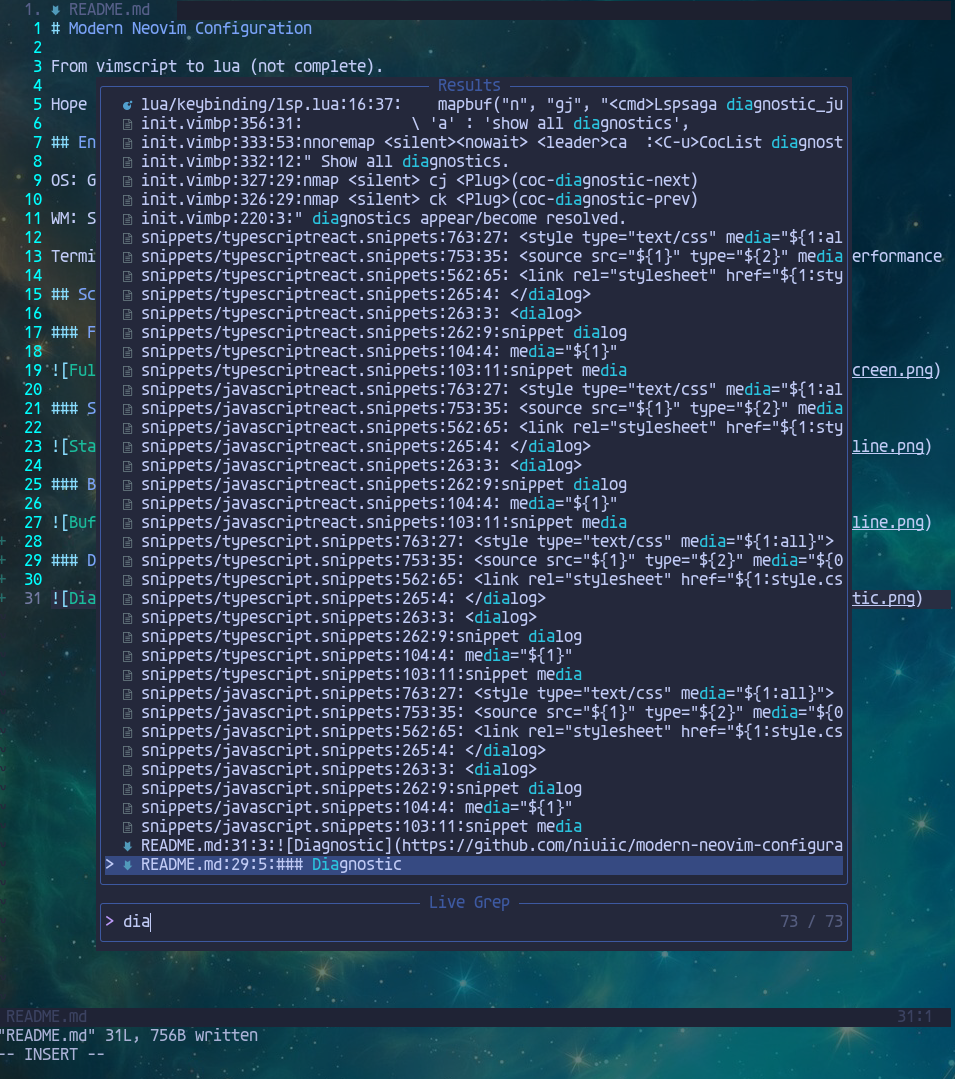 1. README.md
1 # Modern Neovim Configuration
2
3 From vimscript to lua (not complete).
4
Results
5 Hope
lua/keybinding/lsp.lua:16:37:    mapbuf("n", "gj", "<cmd>Lspsaga diagnostic_ju
6
init.vimbp:356:31:            \ 'a' : 'show all diagnostics',
7 ## En
init.vimbp:333:53:nnoremap <silent><nowait> <leader>ca  :<C-u>CocList diagnost
8
init.vimbp:332:12:" Show all diagnostics.
9 OS: G
init.vimbp:327:29:nmap <silent> cj <Plug>(coc-diagnostic-next)
10
init.vimbp:326:29:nmap <silent> ck <Plug>(coc-diagnostic-prev)
11 WM: S
init.vimbp:220:3:" diagnostics appear/become resolved.
12
snippets/typescriptreact.snippets:763:27: <style type="text/css" media="${1:al
13 Termi
snippets/typescriptreact.snippets:753:35: <source src="${1}" type="${2}" media
erformance
14
snippets/typescriptreact.snippets:562:65: <link rel="stylesheet" href="${1:sty
15 ## Sc
snippets/typescriptreact.snippets:265:4: </dialog>
16
snippets/typescriptreact.snippets:263:3: <dialog>
17 ### F
snippets/typescriptreact.snippets:262:9:snippet dialog
18
snippets/typescriptreact.snippets:104:4: media="${1}"
19 ![Ful
snippets/typescriptreact.snippets:103:11:snippet media
creen.png)
20
snippets/javascriptreact.snippets:763:27: <style type="text/css" media="${1:al
21 ### S
snippets/javascriptreact.snippets:753:35: <source src="${1}" type="${2}" media
22
snippets/javascriptreact.snippets:562:65: <link rel="stylesheet" href="${1:sty
23 ![Sta
snippets/javascriptreact.snippets:265:4: </dialog>
line.png)
24
snippets/javascriptreact.snippets:263:3: <dialog>
25 ### B
snippets/javascriptreact.snippets:262:9:snippet dialog
26
snippets/javascriptreact.snippets:104:4: media="${1}"
27 ![Buf
snippets/javascriptreact.snippets:103:11:snippet media
line.png)
+ 28
snippets/typescript.snippets:763:27: <style type="text/css" media="${1:all}">
+ 29 ### D
snippets/typescript.snippets:753:35: <source src="${1}" type="${2}" media="${0
+ 30
snippets/typescript.snippets:562:65: <link rel="stylesheet" href="${1:style.cs
+ 31 ![Dia
snippets/typescript.snippets:265:4: </dialog>
tic.png)
snippets/typescript.snippets:263:3: <dialog>
snippets/typescript.snippets:262:9:snippet dialog
snippets/typescript.snippets:104:4: media="${1}"
snippets/typescript.snippets:103:11:snippet media
snippets/javascript.snippets:763:27: <style type="text/css" media="${1:all}">
snippets/javascript.snippets:753:35: <source src="${1}" type="${2}" media="${0
snippets/javascript.snippets:562:65: <link rel="stylesheet" href="${1:style.cs
snippets/javascript.snippets:265:4: </dialog>
snippets/javascript.snippets:263:3: <dialog>
snippets/javascript.snippets:262:9:snippet dialog
snippets/javascript.snippets:104:4: media="${1}"
snippets/javascript.snippets:103:11:snippet media
README.md:31:3:![Diagnostic](https://github.com/niuiic/modern-neovim-configura
> README.md:29:5:### Diagnostic
Live Grep
> dia 73 / 73
README.md 31:1
"README.md" 31L, 756B written
-- INSERT --